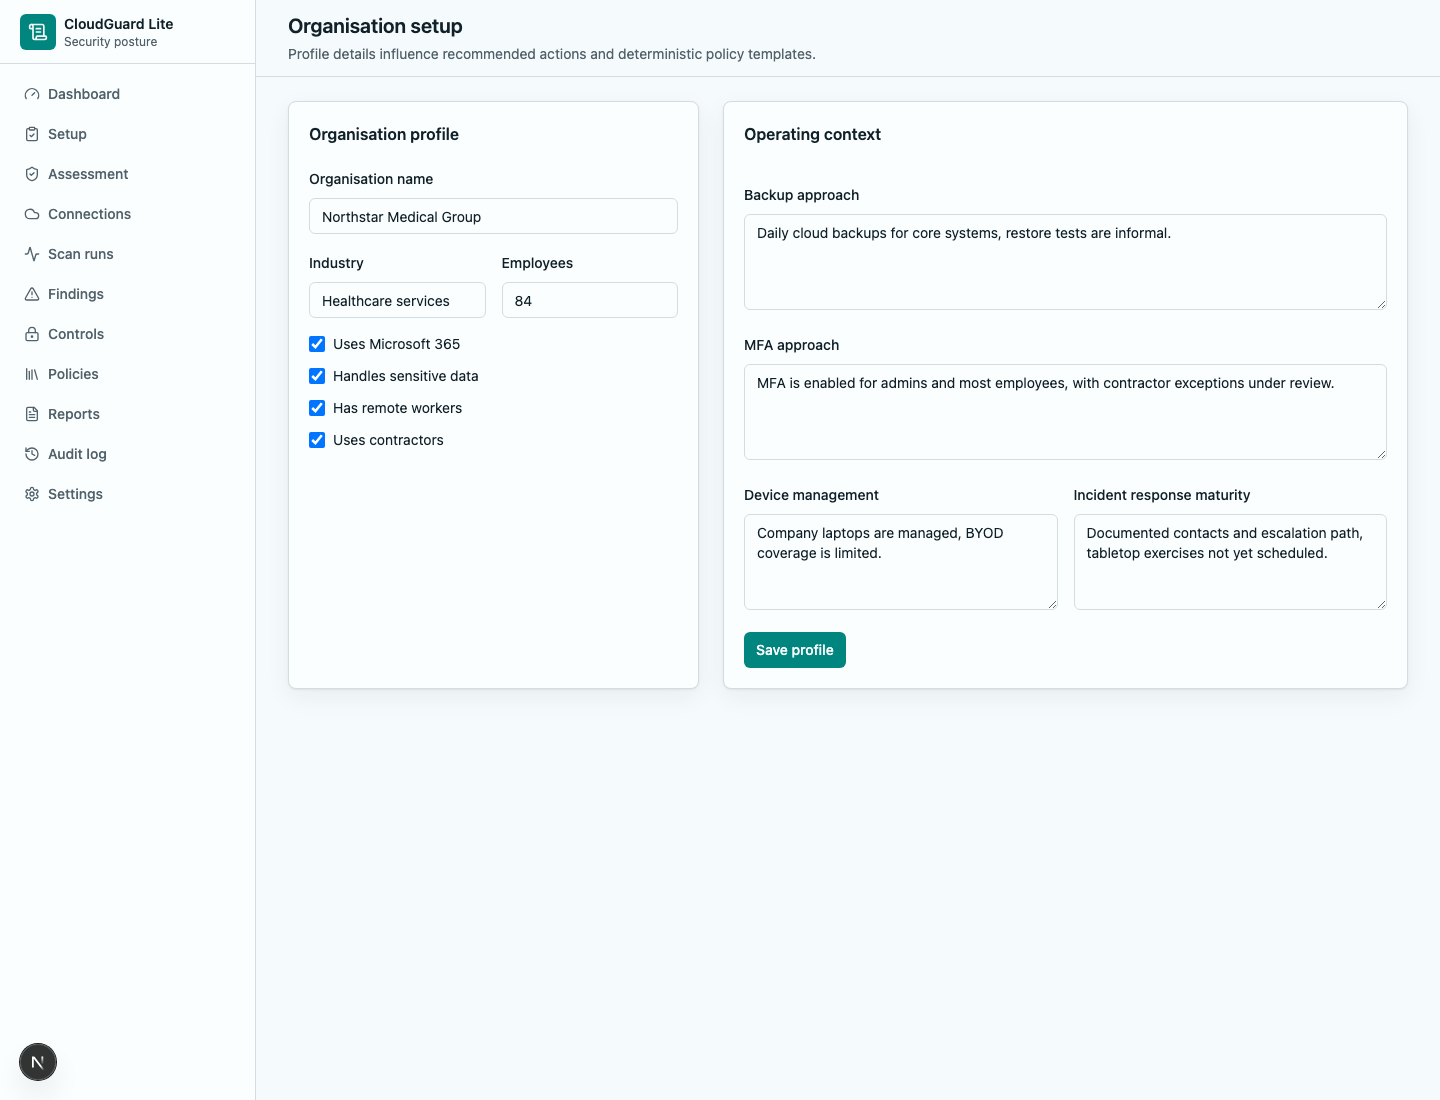 CloudGuard Lite
Security posture
Dashboard
Setup
Assessment
Connections
Scan runs
Findings
Controls
Policies
Reports
Audit log
Settings
N
Organisation setup
Profile details influence recommended actions and deterministic policy templates.
Organisation profile
Organisation name
Northstar Medical Group
Industry
Employees
Healthcare services
84
Uses Microsoft 365
Handles sensitive data
Has remote workers
Uses contractors
Operating context
Backup approach
Daily cloud backups for core systems, restore tests are informal.
MFA approach
MFA is enabled for admins and most employees, with contractor exceptions under review.
Device management
Company laptops are managed, BYOD
coverage is limited.
Incident response maturity
Documented contacts and escalation path,
tabletop exercises not yet scheduled.
Save profile